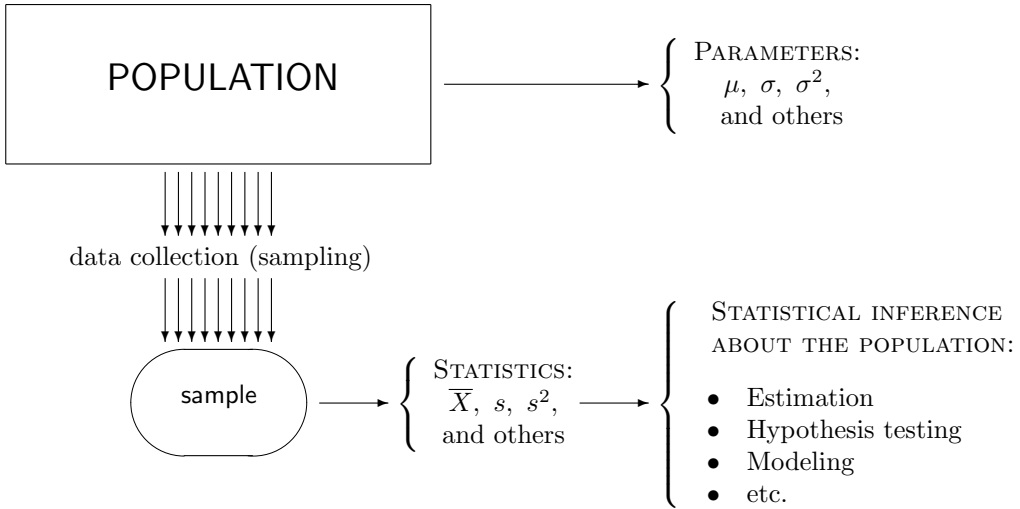 POPULATION
PARAMETERS:
μ, σ, σ²,
and others
data collection (sampling)
sample
STATISTICS:
X̅, s, s²,
and others
STATISTICAL INFERENCE
ABOUT THE POPULATION:
• Estimation
• Hypothesis testing
• Modeling
• etc.